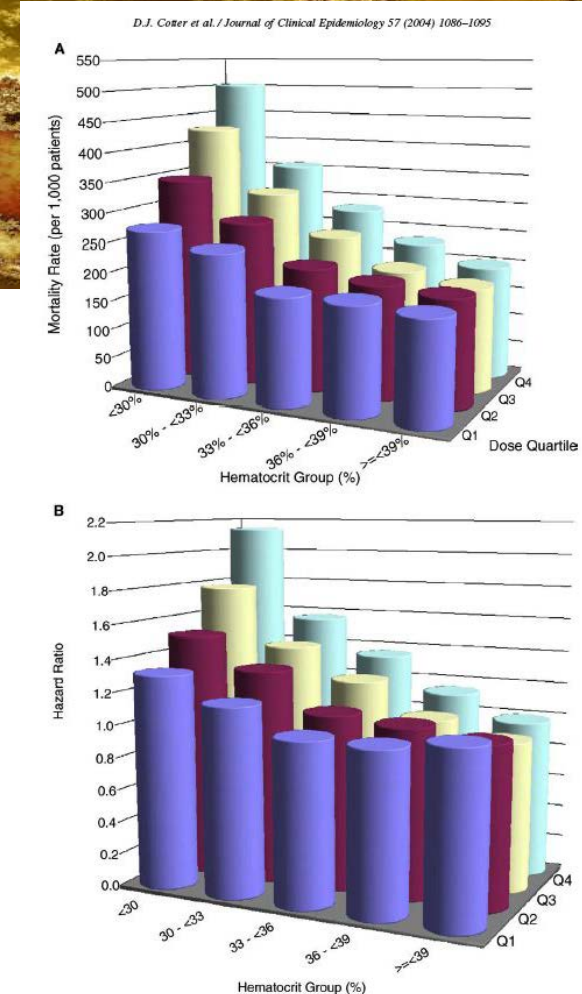 D.J. Cotter et al. / Journal of Clinical Epidemiology 57 (2004) 1086–1095
A
550
500
450
400
350
300
250
200
150
100
50
0
Mortality Rate (per 1,000 patients)
<30%
30% - <33%
33% - <36%
36% - <39%
>=<39%
Q1
Q2
Q3
Q4
Dose Quartile
Hematocrit Group (%)
B
2.2
2.0
1.8
1.6
1.4
1.2
1.0
0.8
0.6
0.4
0.2
0.0
Hazard Ratio
<30
30 - <33
33 - <36
36 - <39
>=<39
Q1
Q2
Q3
Q4
Hematocrit Group (%)